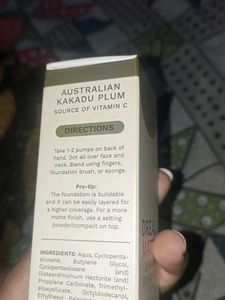 AUSTRALIAN
KAKADU PLUM
SOURCE OF VITAMIN C
DIRECTIONS
Take 1-2 pumps on back of
hand. Dot all over face and
neck. Blend using fingers,
foundation brush, or sponge.
Pro-tip:
The foundation is buildable
and it can be easily layered
for a higher coverage. For a more
matte finish, use a setting
powder/compact on top.
INGREDIENTS: Aqua, Cyclopenta-
siloxane, Butylene Glycol,
Cyclopentasiloxane (and)
Disteardimonium Hectorite (and)
Propylene Carbonate, Trimethyl-
siloxysilicate, Octyldodecanol,